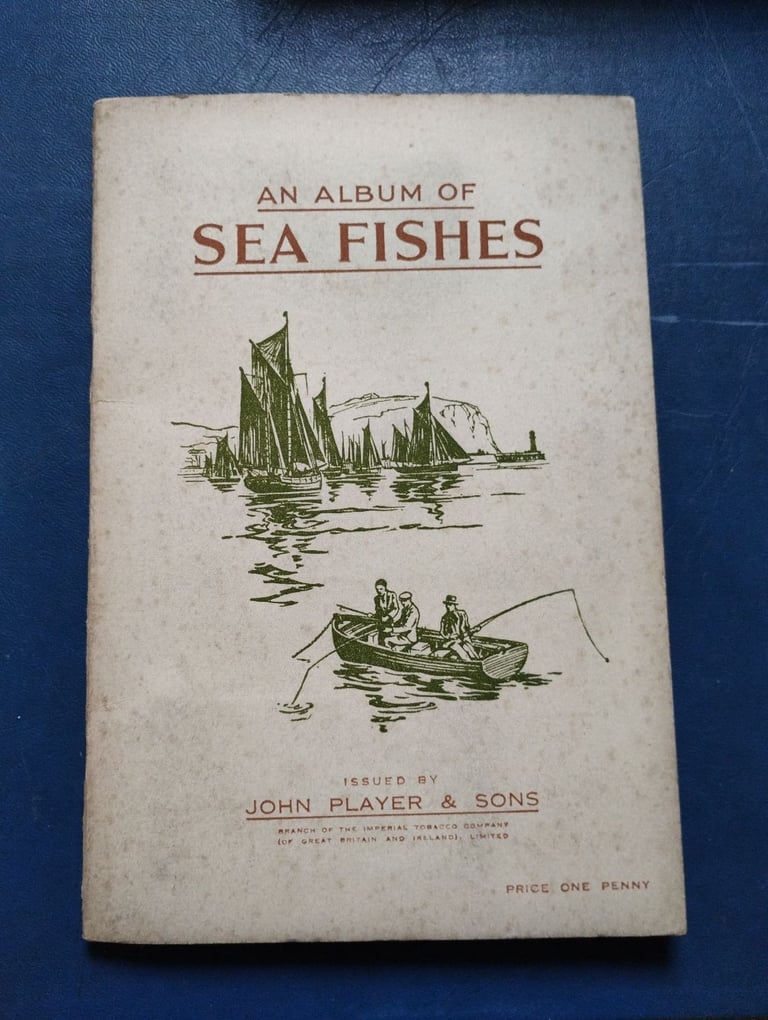 AN ALBUM OF
SEA FISHES
ISSUED BY
JOHN PLAYER & SONS
BRANCH OF THE IMPERIAL TOBACCO COMPANY
(OF GREAT BRITAIN AND IRELAND), LIMITED
PRICE ONE PENNY